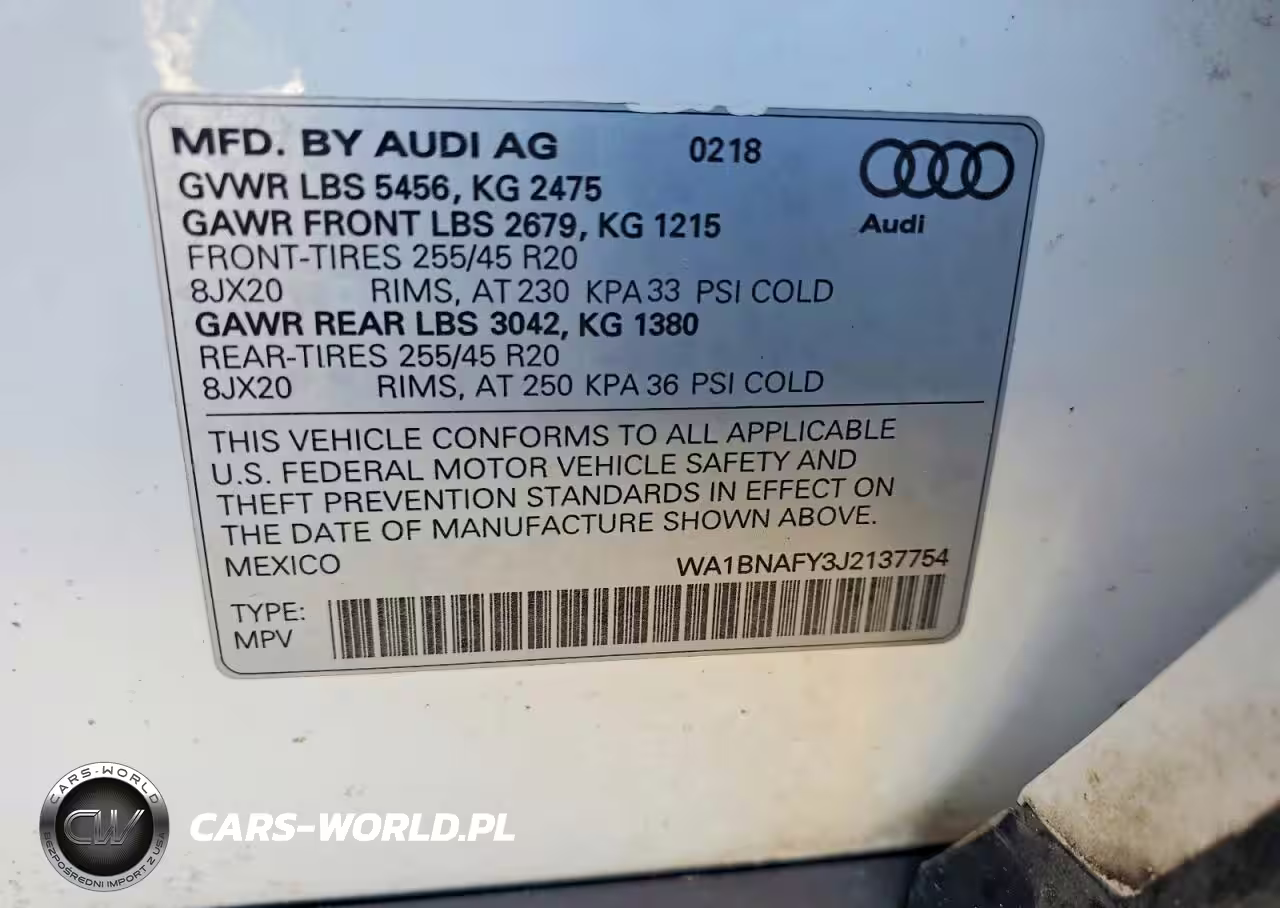 MFD. BY AUDI AG 0218
GVWR LBS 5456, KG 2475
GAWR FRONT LBS 2679, KG 1215
Audi
FRONT-TIRES 255/45 R20
8JX20 RIMS, AT 230 KPA 33 PSI COLD
GAWR REAR LBS 3042, KG 1380
REAR-TIRES 255/45 R20
8JX20 RIMS, AT 250 KPA 36 PSI COLD
THIS VEHICLE CONFORMS TO ALL APPLICABLE
U.S. FEDERAL MOTOR VEHICLE SAFETY AND
THEFT PREVENTION STANDARDS IN EFFECT ON
THE DATE OF MANUFACTURE SHOWN ABOVE.
MEXICO WA1BNAFY3J2137754
TYPE:
MPV
CARS-WORLD
CW
BEZPOŚREDNI IMPORT Z USA
CARS-WORLD.PL